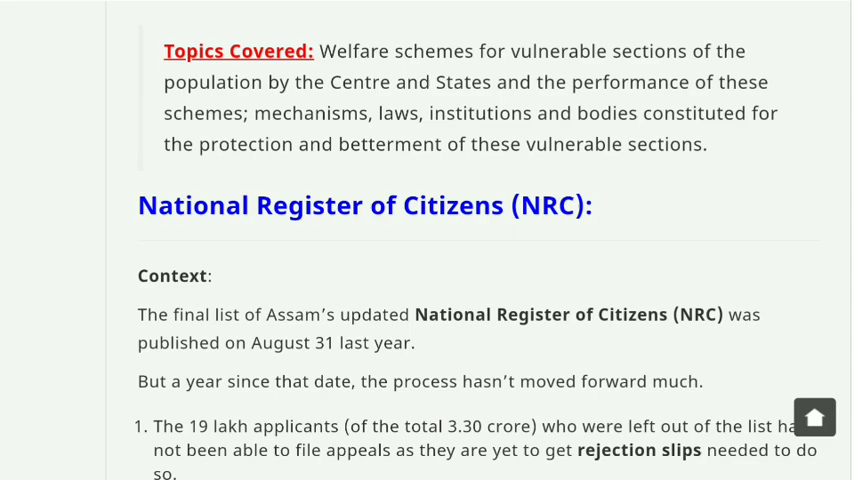 Topics Covered: Welfare schemes for vulnerable sections of the
population by the Centre and States and the performance of these
schemes; mechanisms, laws, institutions and bodies constituted for
the protection and betterment of these vulnerable sections.
National Register of Citizens (NRC):
Context:
The final list of Assam’s updated National Register of Citizens (NRC) was
published on August 31 last year.
But a year since that date, the process hasn’t moved forward much.
1. The 19 lakh applicants (of the total 3.30 crore) who were left out of the list
not been able to file appeals as they are yet to get rejection slips needed to do
so.